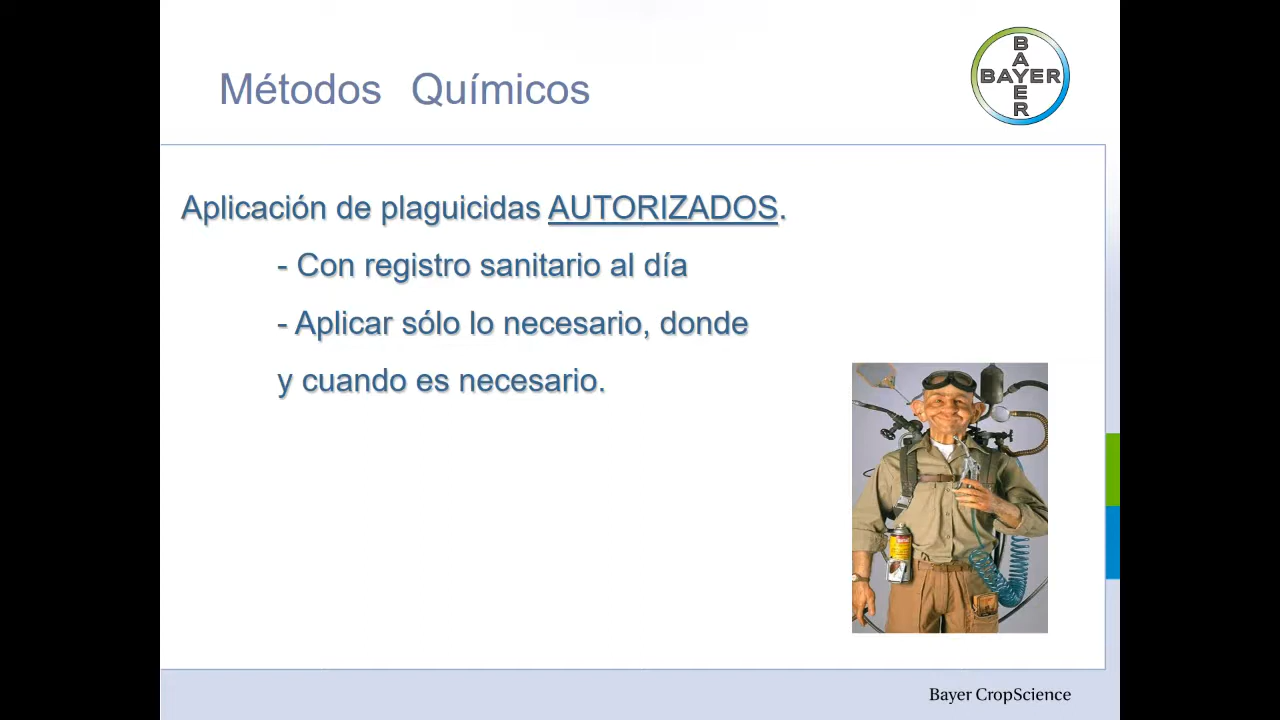 BAYER
BAYER
Métodos Químicos
Aplicación de plaguicidas AUTORIZADOS.
- Con registro sanitario al día
- Aplicar sólo lo necesario, donde
y cuando es necesario.
Bayer CropScience